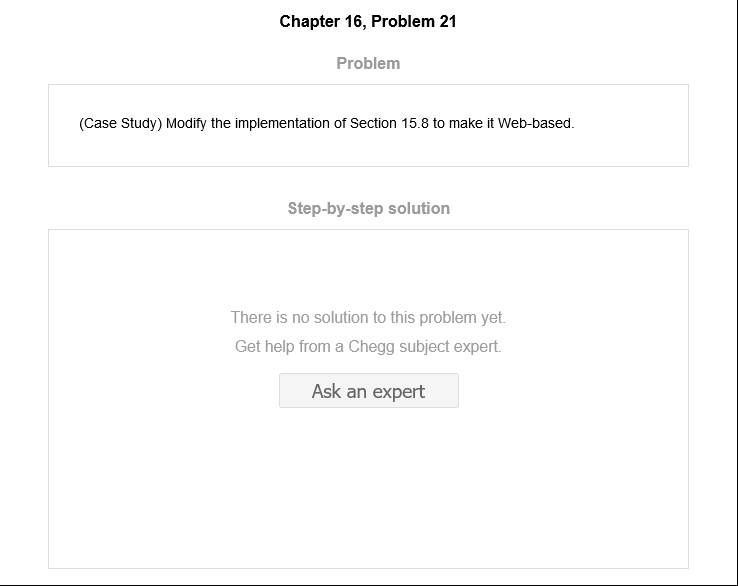 Chapter 16, Problem 21
Problem
(Case Study) Modify the implementation of Section 15.8 to make it Web-based.
Step-by-step solution
There is no solution to this problem yet.
Get help from a Chegg subject expert.
Ask an expert